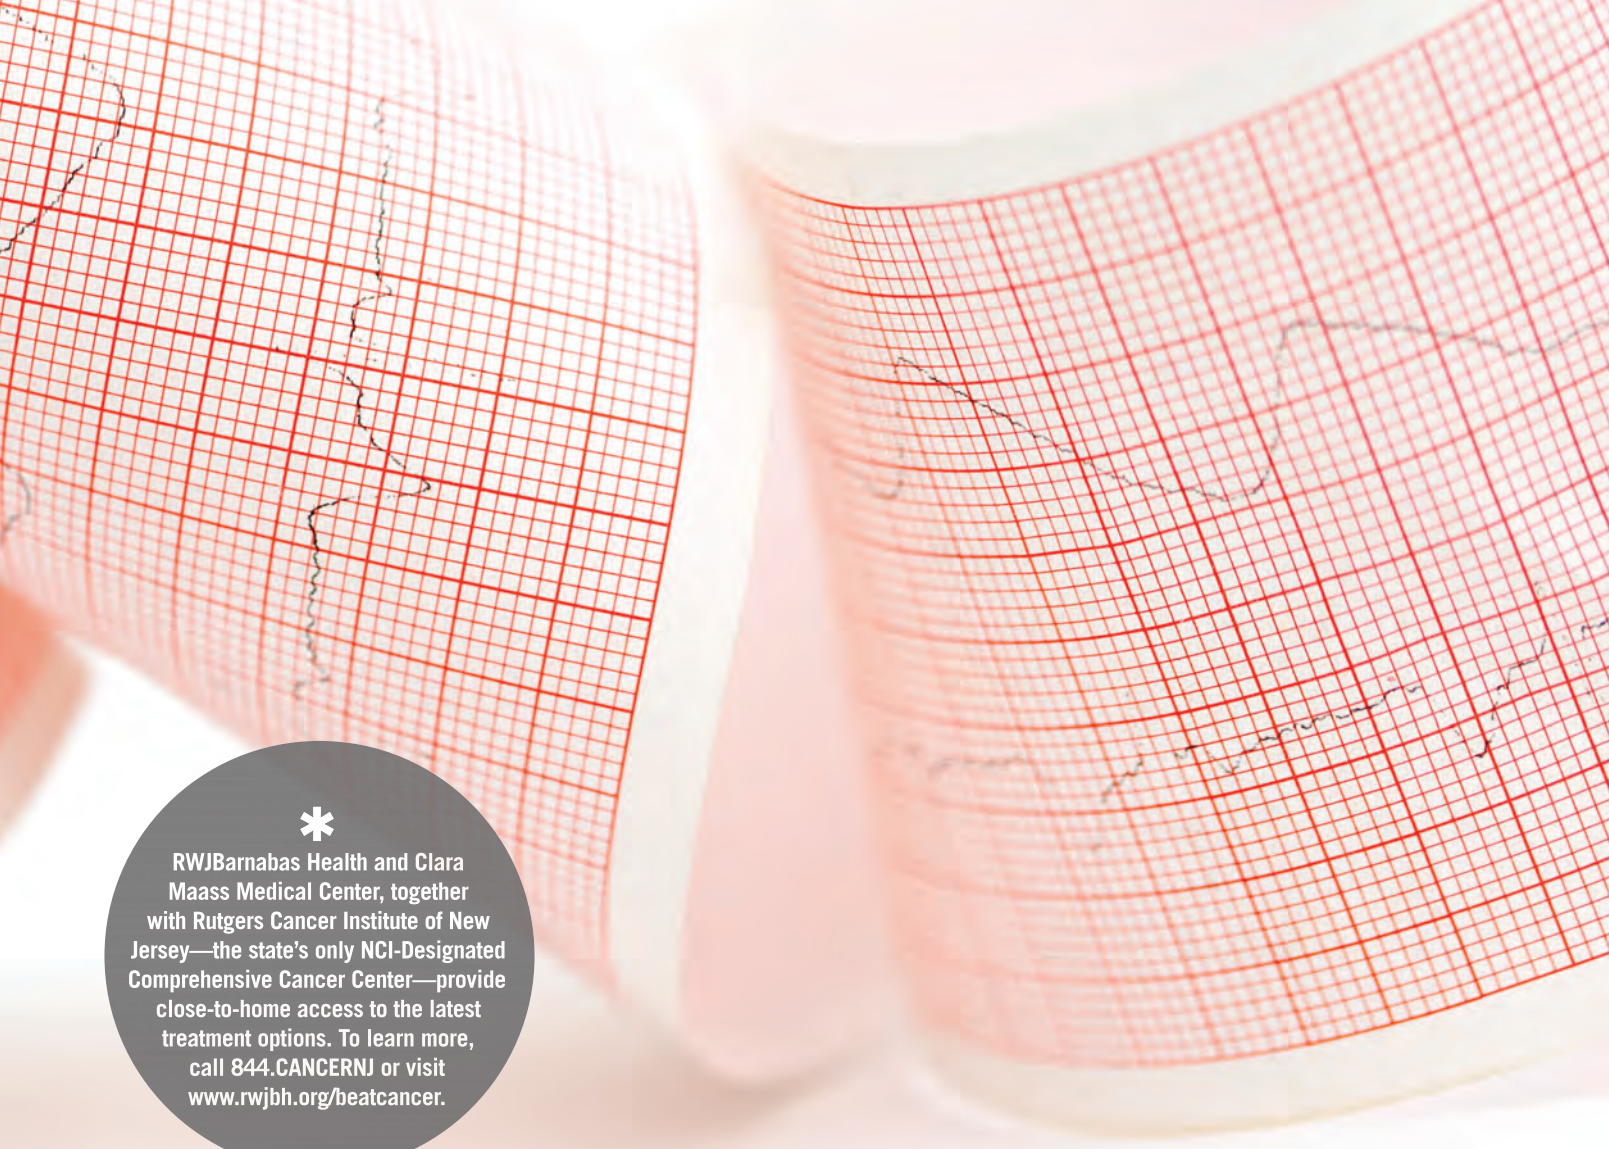 *
RWJBarnabas Health and Clara
Maass Medical Center, together
with Rutgers Cancer Institute of New
Jersey—the state’s only NCI-Designated
Comprehensive Cancer Center—provide
close-to-home access to the latest
treatment options. To learn more,
call 844.CANCERNJ or visit
www.rwjbh.org/beatcancer.